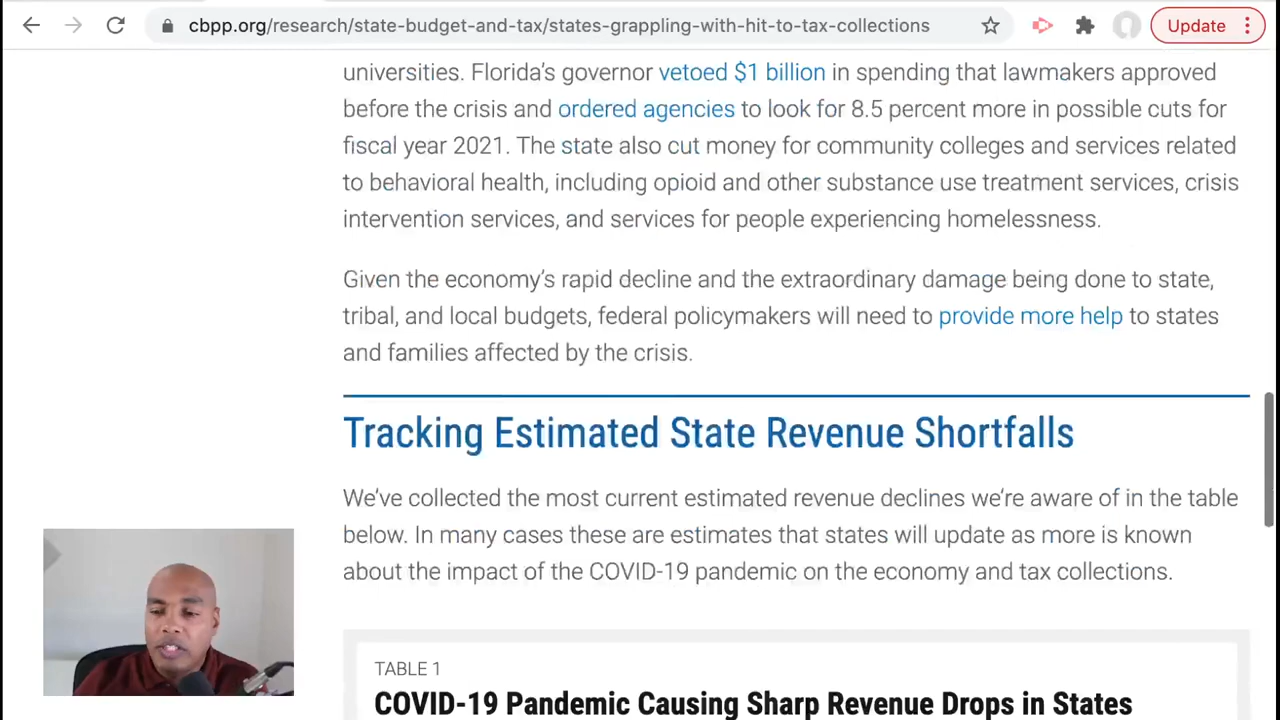 cbpp.org/research/state-budget-and-tax/states-grappling-with-hit-to-tax-collections
Update
universities. Florida’s governor vetoed $1 billion in spending that lawmakers approved
before the crisis and ordered agencies to look for 8.5 percent more in possible cuts for
fiscal year 2021. The state also cut money for community colleges and services related
to behavioral health, including opioid and other substance use treatment services, crisis
intervention services, and services for people experiencing homelessness.
Given the economy’s rapid decline and the extraordinary damage being done to state,
tribal, and local budgets, federal policymakers will need to provide more help to states
and families affected by the crisis.
Tracking Estimated State Revenue Shortfalls
We’ve collected the most current estimated revenue declines we’re aware of in the table
below. In many cases these are estimates that states will update as more is known
about the impact of the COVID-19 pandemic on the economy and tax collections.
TABLE 1
COVID-19 Pandemic Causing Sharp Revenue Drops in States